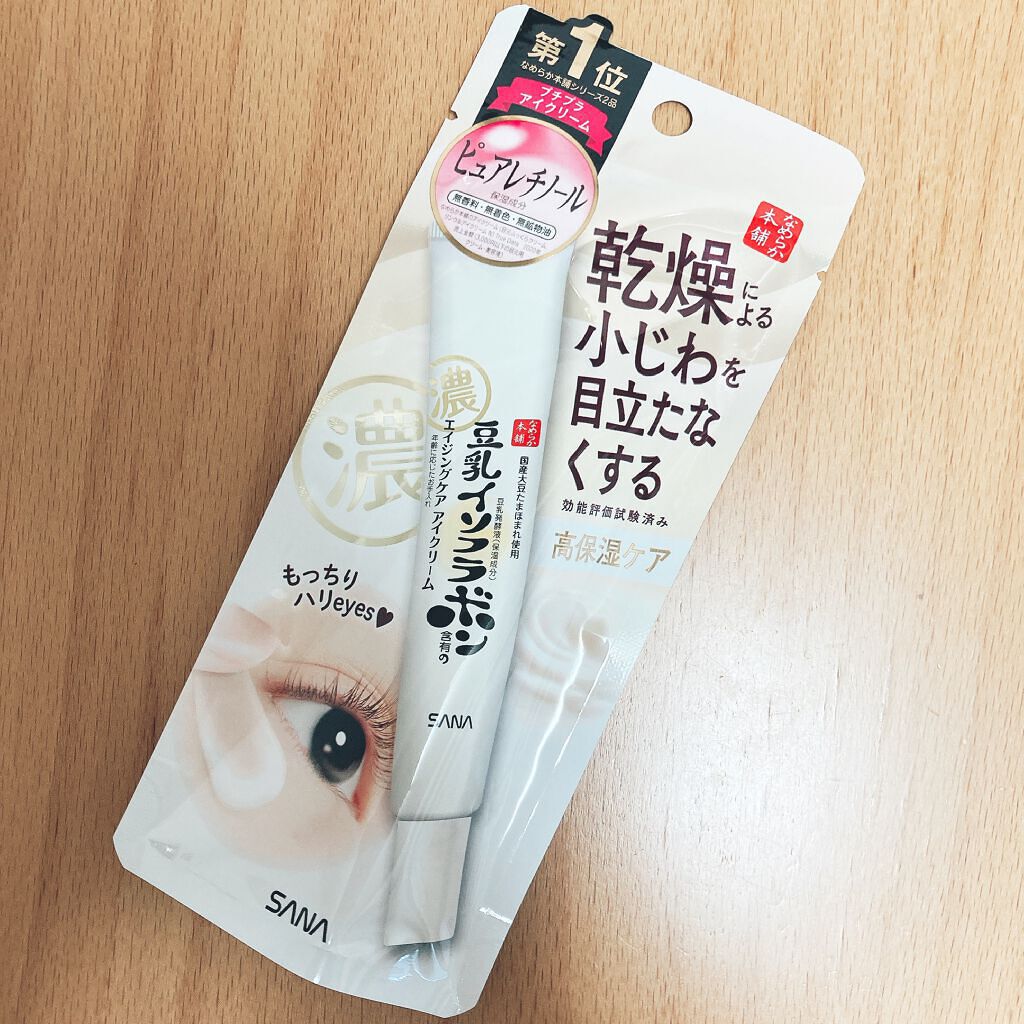 第1位
なめらか本舗シリーズ2品
プチプラ
アイクリーム
ピュアレチノール
保湿成分
無香料・無着色・無鉱物油
なめらか
本舗
乾燥による
小じわを
目立たな
くする
効能評価試験済み
高保湿ケア
濃
濃
なめらか
本舗
国産大豆たまほまれ使用
豆乳発酵液(保湿成分)
豆乳イソフラボン含有の
エイジングケア アイクリーム
年齢に応じたお手入れ
SANA
もっちり
ハリeyes♥
SANA